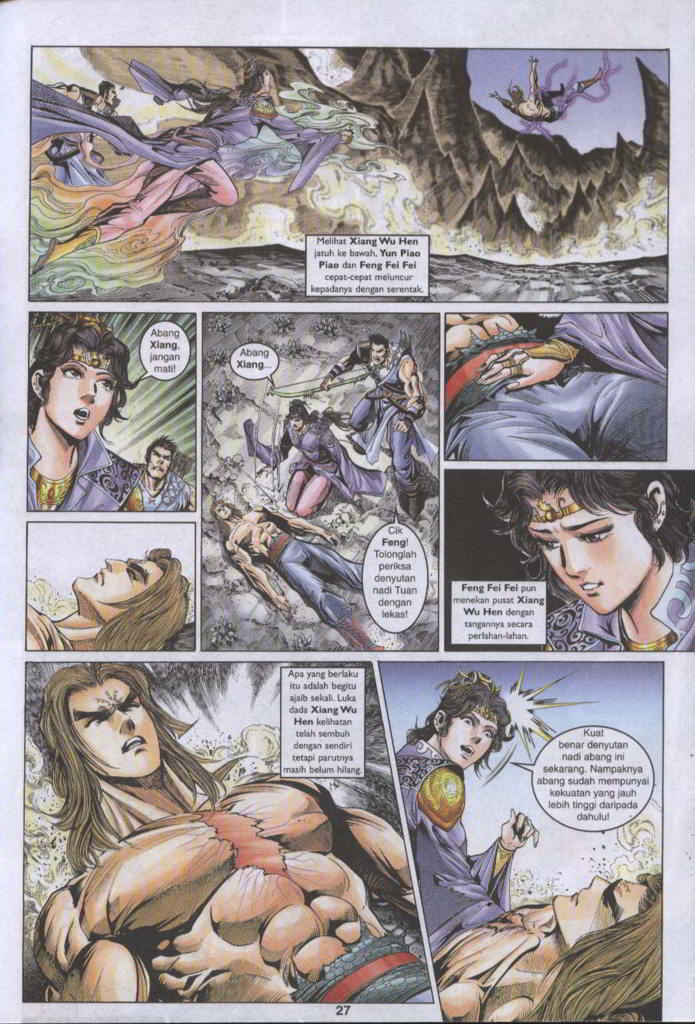 Melihat Xiang Wu Hen
jatuh ke bawah, Yun Piao
Piao dan Feng Fei Fei
cepat-cepat meluncur
kepadanya dengan serentak.
Abang
Xiang,
jangan
mati!
Abang
Xiang...
Cik
Feng!
Tolonglah
periksa
denyutan
nadi Tuan
dengan
lekas!
Feng Fei Fei pun
menekan pusat Xiang
Wu Hen dengan
tangannya secara
perlahan-lahan.
Apa yang berlaku
itu adalah begitu
ajaib sekali. Luka
dada Xiang Wu
Hen kelihatan
telah sembuh
dengan sendiri
tetapi parutnya
masih belum hilang.
Kuat
benar denyutan
nadi abang ini
sekarang. Nampaknya
abang sudah mempunyai
kekuatan yang jauh
lebih tinggi daripada
dahulu!
27